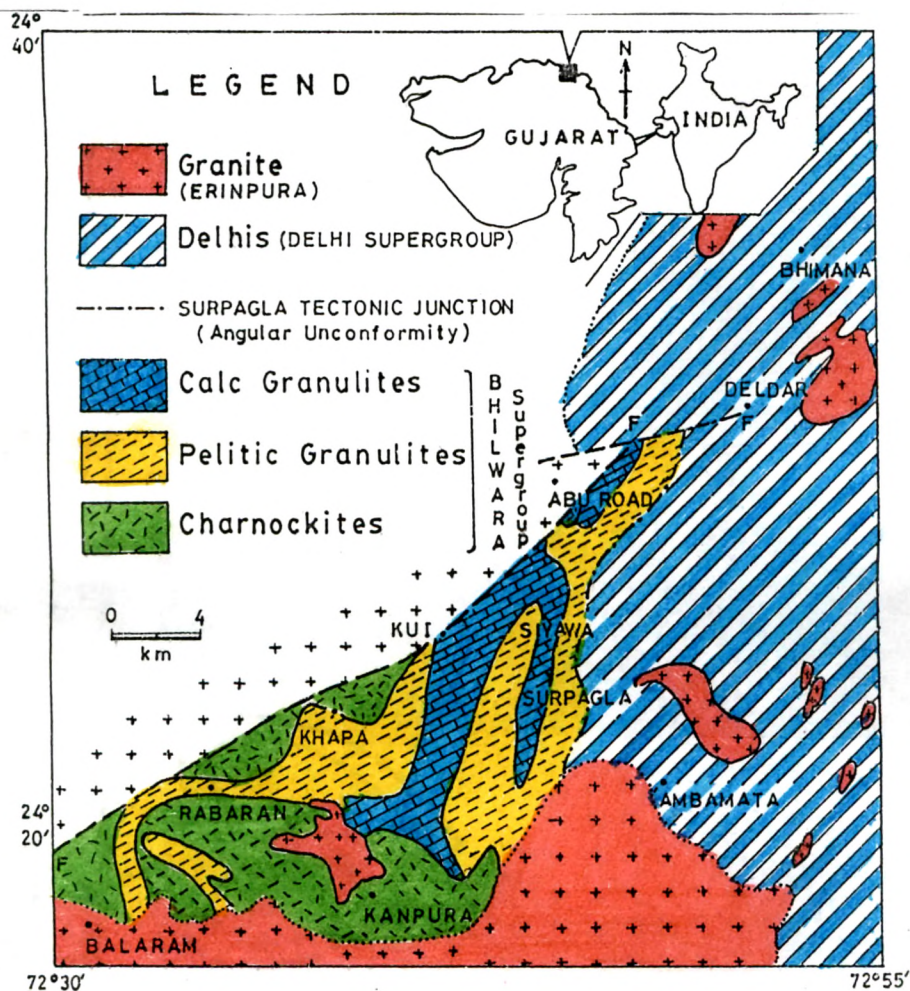 24°
40′
LEGEND
N
GUJARAT
INDIA
Granite
(ERINPURA)
Delhis (DELHI SUPERGROUP)
BHIMANA
SURPAGLA TECTONIC JUNCTION
(Angular Unconformity)
Calc Granulites
BHILWARA
Supergroup
DELDAR
F
F
Pelitic Granulites
ABU ROAD
Charnockites
0 4
km
KUI
SIYAWA
SURPAGLA
KHAPA
24°
20′
RABARAN
AMBAMATA
F
KANPURA
BALARAM
72°30′
72°55′